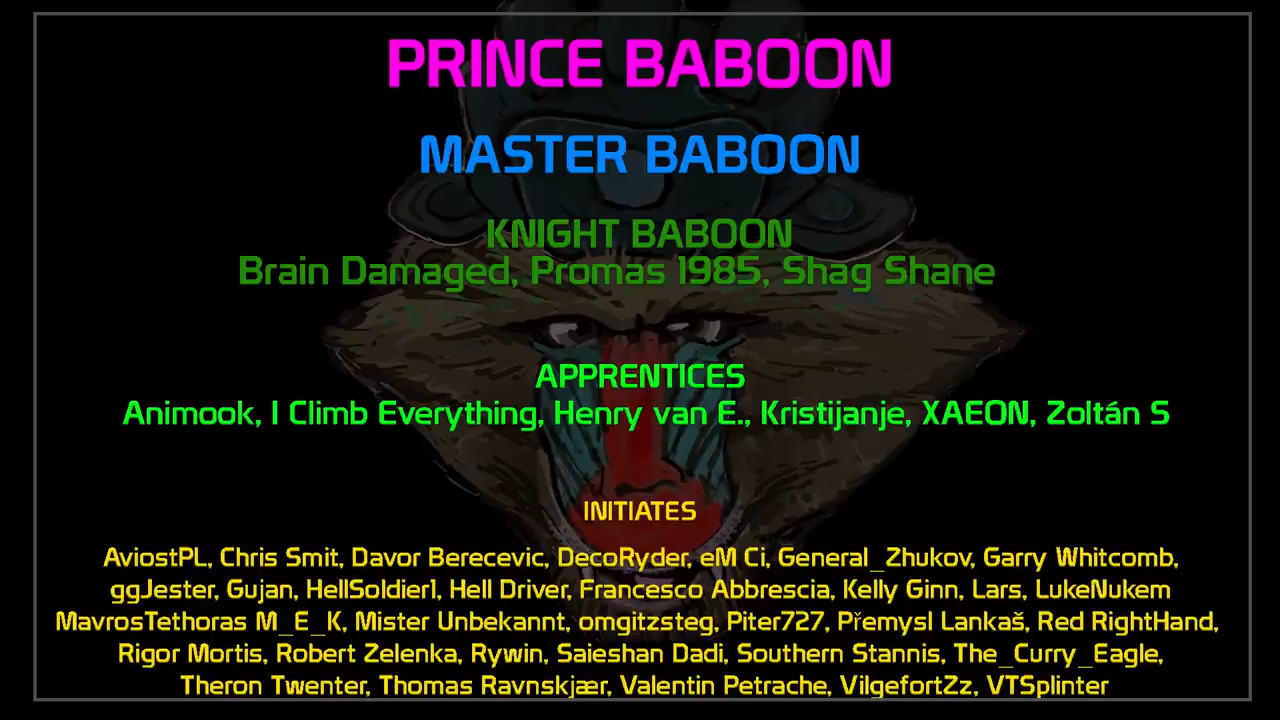 PRINCE BABOON
MASTER BABOON
KNIGHT BABOON
Brain Damaged, Promas 1985, Shag Shane
APPRENTICES
Animook, I Climb Everything, Henry van E., Kristijanje, XAEON, Zoltán S
INITIATES
AviostPL, Chris Smit, Davor Berecevic, DecoRyder, eM Ci, General_Zhukov, Garry Whitcomb,
ggJester, Gujan, HellSoldier1, Hell Driver, Francesco Abbrescia, Kelly Ginn, Lars, LukeNukem
MavrosTethoras M_E_K, Mister Unbekannt, omgitzsteg, Piter727, Přemysl Lankaš, Red RightHand,
Rigor Mortis, Robert Zelenka, Rywin, Saieshan Dadi, Southern Stannis, The_Curry_Eagle,
Theron Twenter, Thomas Ravnskjær, Valentin Petrache, VilgefortZz, VTSplinter